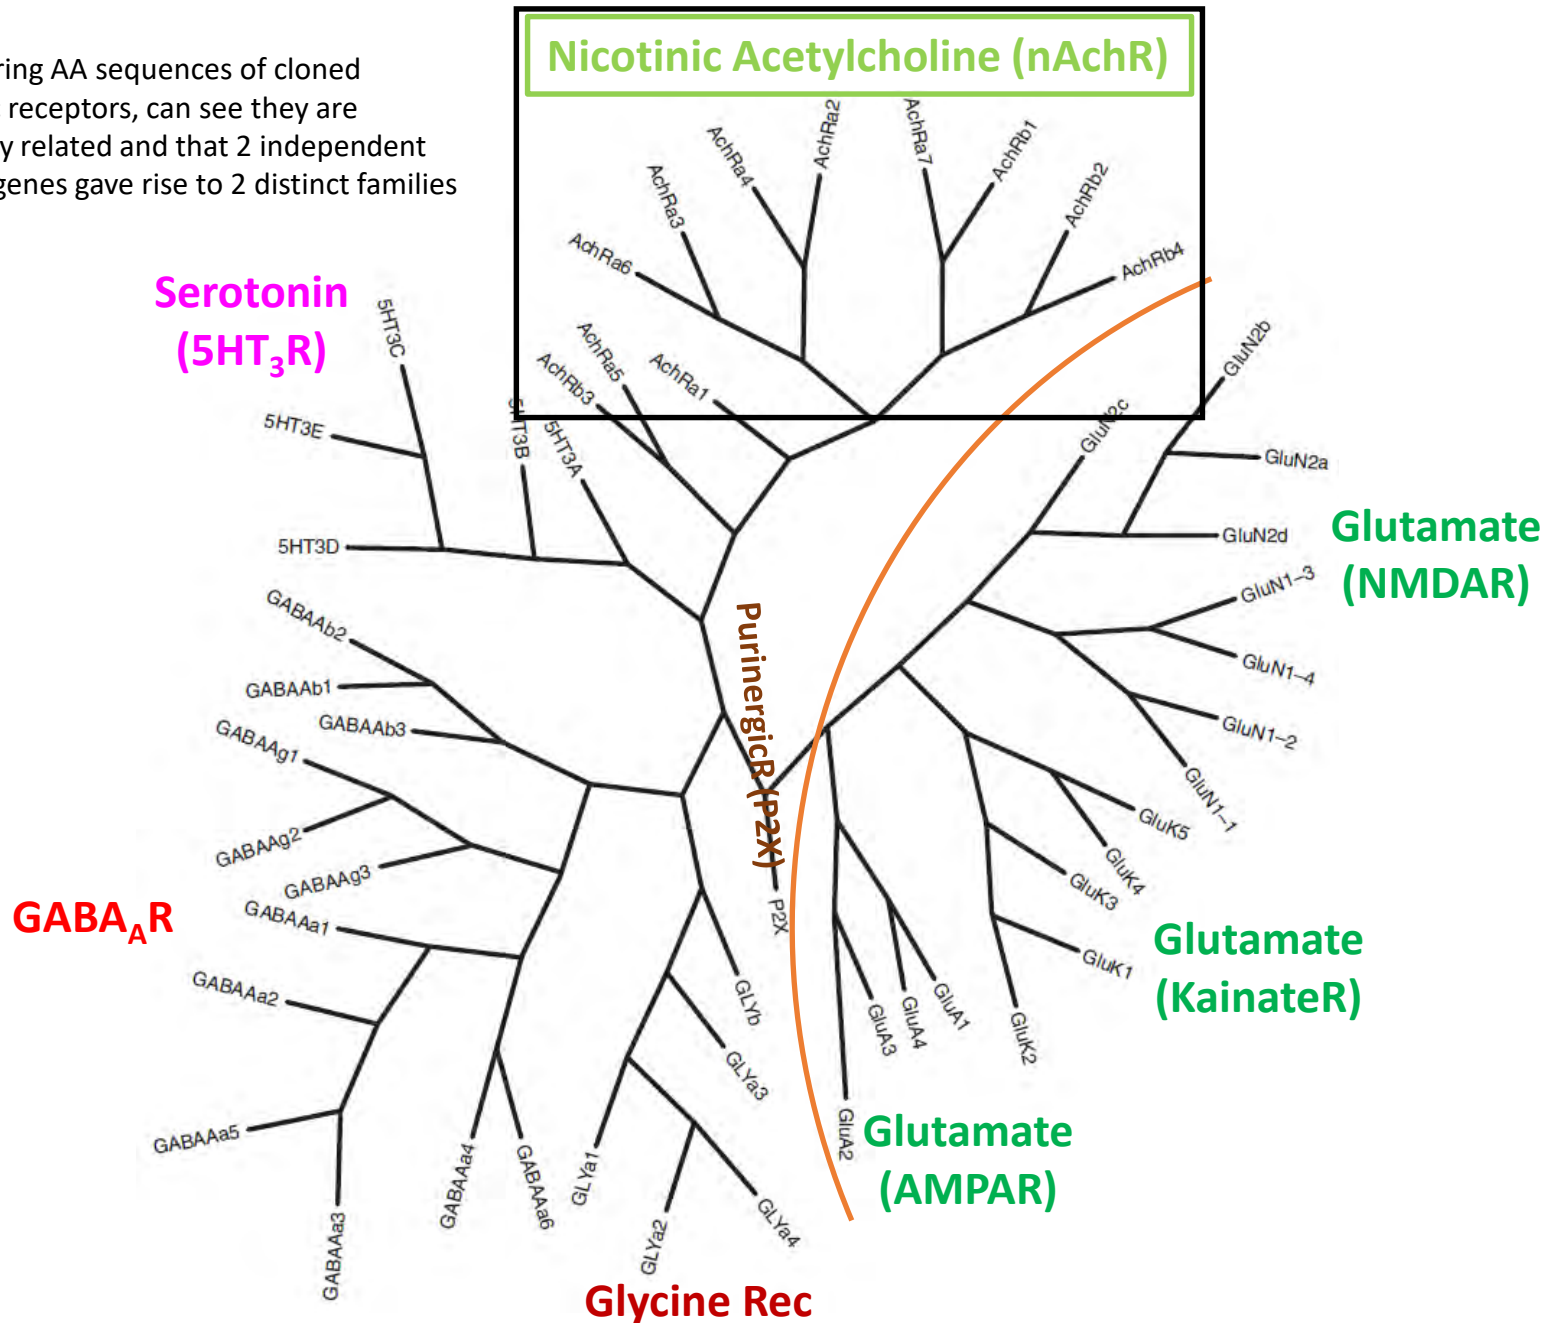 Nicotinic Acetylcholine (nAchR)
ring AA sequences of cloned
receptors, can see they are
y related and that 2 independent
genes gave rise to 2 distinct families
AchRa6
AchRa3
AchRa4
AchRa2
AchRa7
AchRb1
AchRb2
AchRb4
AchRb3
AchRa5
AchRa1
Serotonin
(5HT3R)
5HT3C
5HT3E
5HT3B
5HT3A
5HT3D
GluN2b
GluN2c
GluN2a
GluN2d
Glutamate
(NMDAR)
GluN1–3
GluN1–4
GluN1–2
GluN1–1
PurinergicR (P2X)
P2X
GABAAb2
GABAAb1
GABAAb3
GABAAg1
GABAAg2
GABAAg3
GABAAR
GABAAa1
GABAAa2
GABAAa5
GABAAa3
GABAAa4
GABAAa6
GluK5
GluK4
GluK3
GluK1
GluK2
Glutamate
(KainateR)
GluA1
GluA4
GluA3
GluA2
Glutamate
(AMPAR)
GLYb
GLYa3
GLYa1
GLYa2
GLYa4
Glycine Rec